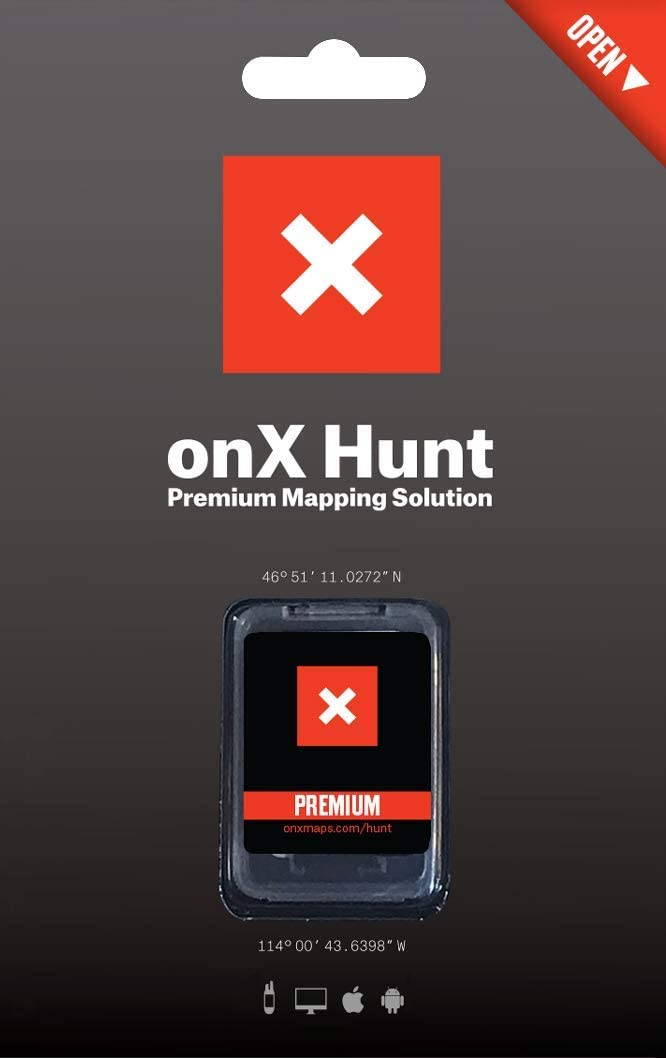 OPEN
onX Hunt
Premium Mapping Solution
46° 51' 11.0272" N
PREMIUM
onxmaps.com/hunt
114° 00' 43.6398" W